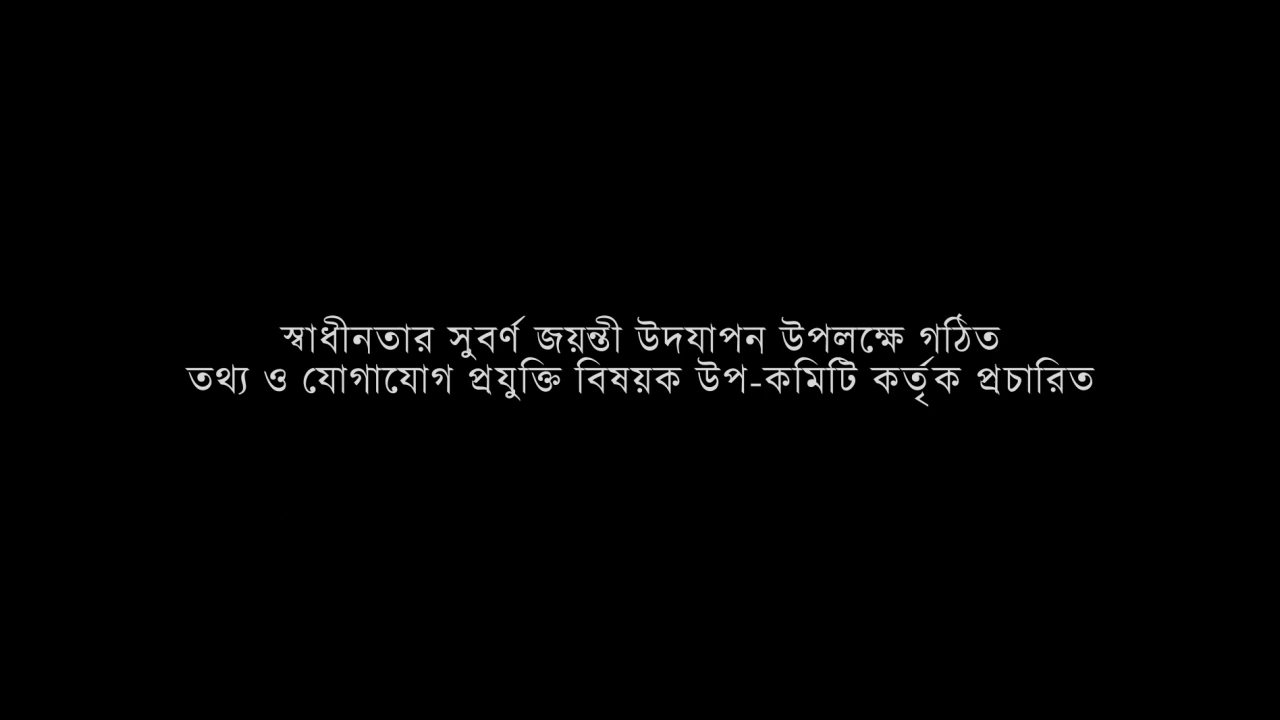 স্বাধীনতার সুবর্ণ জয়ন্তী উদযাপন উপলক্ষে গঠিত
তথ্য ও যোগাযোগ প্রযুক্তি বিষয়ক উপ-কমিটি কর্তৃক প্রচারিত